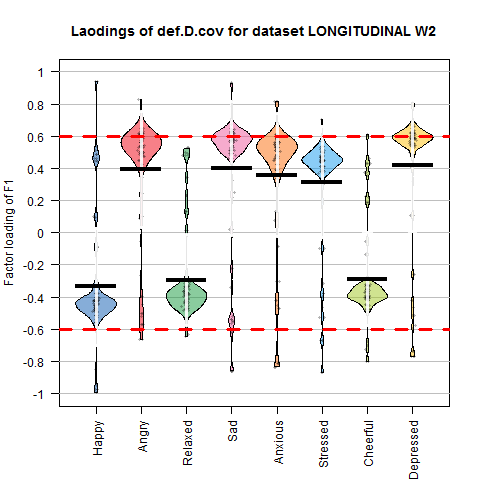 Laodings of def.D.cov for dataset LONGITUDINAL W2
Factor loading of F1
1
0.8
0.6
0.4
0.2
0
-0.2
-0.4
-0.6
-0.8
-1
Happy
Angry
Relaxed
Sad
Anxious
Stressed
Cheerful
Depressed